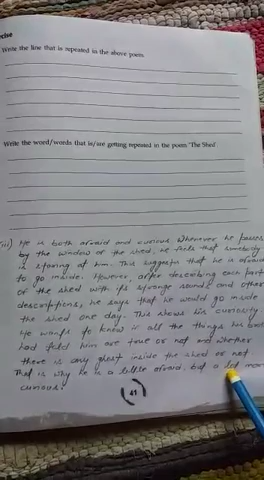 cise
Write the line that is repeated in the above poem
Write the word/words that is/are getting repeated in the poem 'The Shed'
(iii) He is both afraid and curious whenever he passes
by the window of the shed, he feels that somebody
is staring at him. This suggests that he is afraid
to go inside. However, after describing each part
of the shed with its strange sounds and other
descriptions, he says that he would go inside
the shed one day. This shows his curiosity
He wants to know if all the things his bro
had told him are true or not and whether
there is any ghost inside the shed or not
That is why he is a little afraid, but a lot more
curious.
41